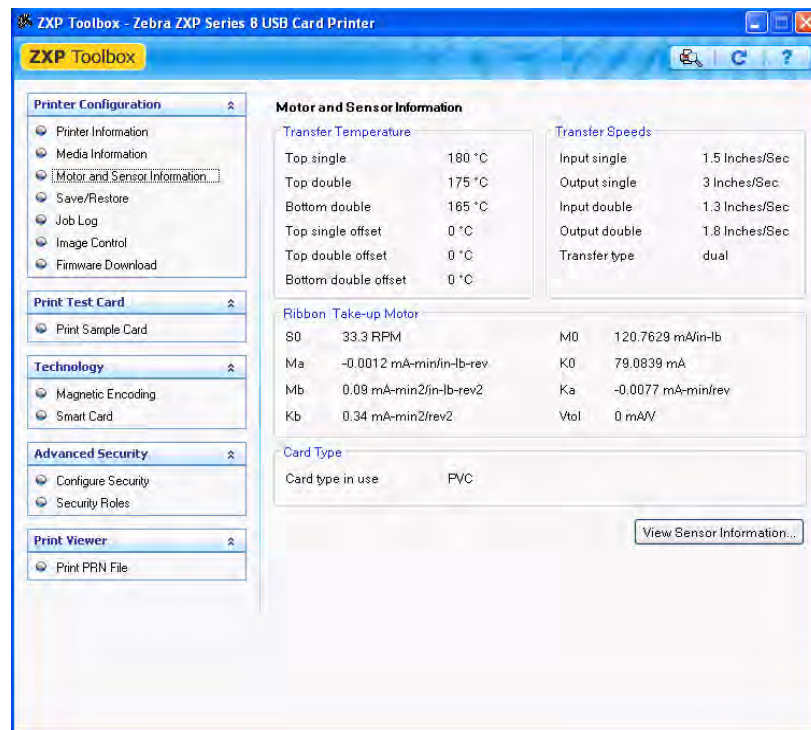 ZXP Toolbox - Zebra ZXP Series 8 USB Card Printer
ZXP Toolbox
?
Printer Configuration
Printer Information
Media Information
Motor and Sensor Information
Save/Restore
Job Log
Image Control
Firmware Download
Print Test Card
Print Sample Card
Technology
Magnetic Encoding
Smart Card
Advanced Security
Configure Security
Security Roles
Print Viewer
Print PRN File
Motor and Sensor Information
Transfer Temperature
Top single 180 °C
Top double 175 °C
Bottom double 165 °C
Top single offset 0 °C
Top double offset 0 °C
Bottom double offset 0 °C
Transfer Speeds
Input single 1.5 Inches/Sec
Output single 3 Inches/Sec
Input double 1.3 Inches/Sec
Output double 1.8 Inches/Sec
Transfer type dual
Ribbon Take-up Motor
S0 33.3 RPM M0 120.7629 mA/in-lb
Ma -0.0012 mA-min/in-lb-rev K0 79.0839 mA
Mb 0.09 mA-min2/in-lb-rev2 Ka -0.0077 mA-min/rev
Kb 0.34 mA-min2/rev2 Vtol 0 mA/V
Card Type
Card type in use PVC
View Sensor Information...